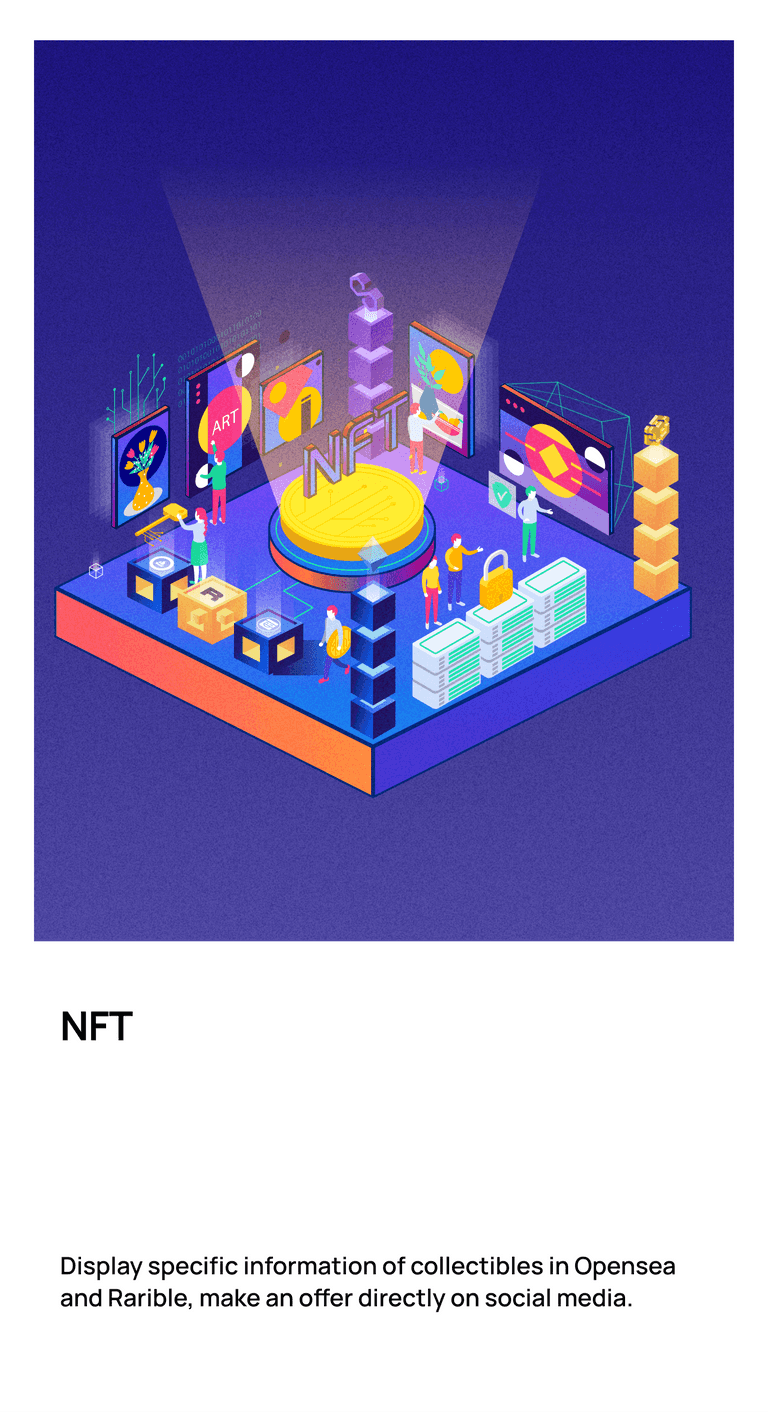 ART
NFT
NFT
Display specific information of collectibles in Opensea
and Rarible, make an offer directly on social media.